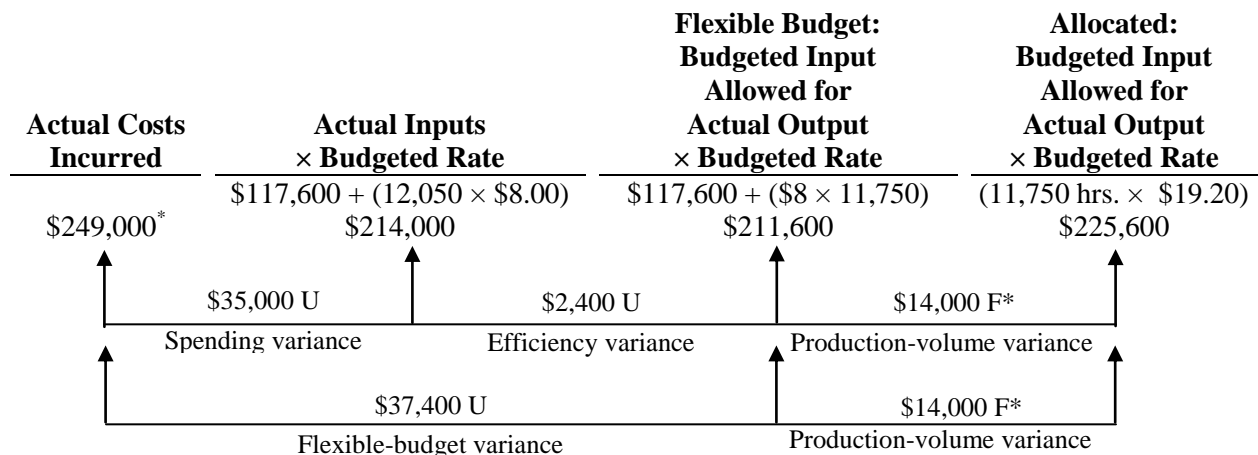 Flexible Budget: Allocated:
Budgeted Input Budgeted Input
Allowed for Allowed for
Actual Costs Actual Inputs Actual Output Actual Output
Incurred × Budgeted Rate × Budgeted Rate × Budgeted Rate
$117,600 + (12,050 × $8.00) $117,600 + ($8 × 11,750) (11,750 hrs. × $19.20)
$249,000* $214,000 $211,600 $225,600
$35,000 U $2,400 U $14,000 F*
Spending variance Efficiency variance Production-volume variance
$37,400 U $14,000 F*
Flexible-budget variance Production-volume variance